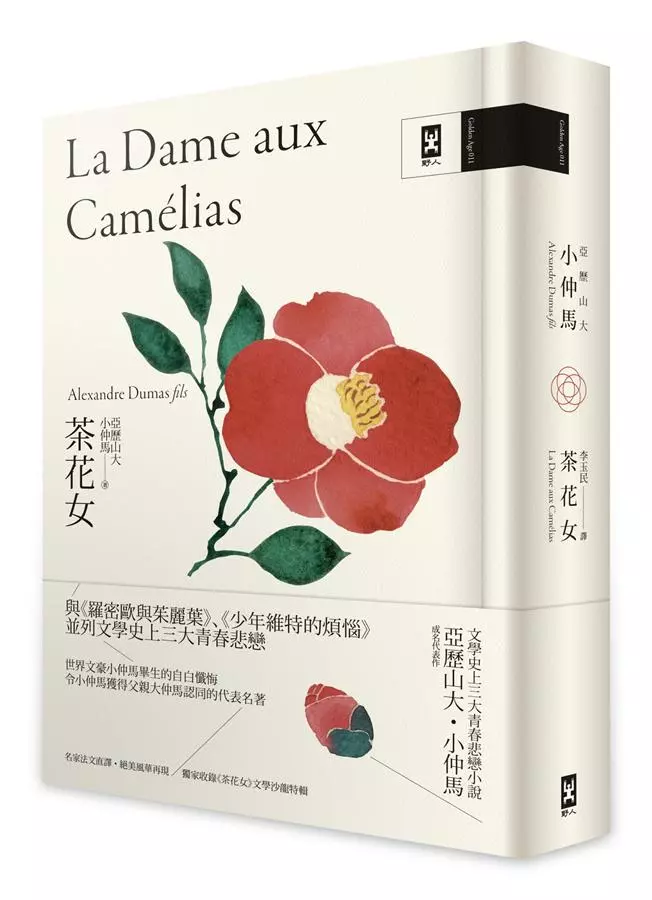 La Dame aux
Camélias
Alexandre Dumas fils
亞歷山大
小仲馬——著
茶花女
與《羅密歐與茱麗葉》、《少年維特的煩惱》
並列文學史上三大青春悲戀
世界文豪小仲馬畢生的自白懺悔
令小仲馬獲得父親大仲馬認同的代表名著
名家法文直譯・絕美風華再現
獨家收錄《茶花女》文學沙龍特輯
野人
Golden Age 011
文學史上三大青春悲戀小說
亞歷山大・小仲馬
成名代表作
Golden Age 011
亞歷山大
小仲馬
Alexandre Dumas fils
茶花女
李玉民——譯
La Dame aux Camélias
野人